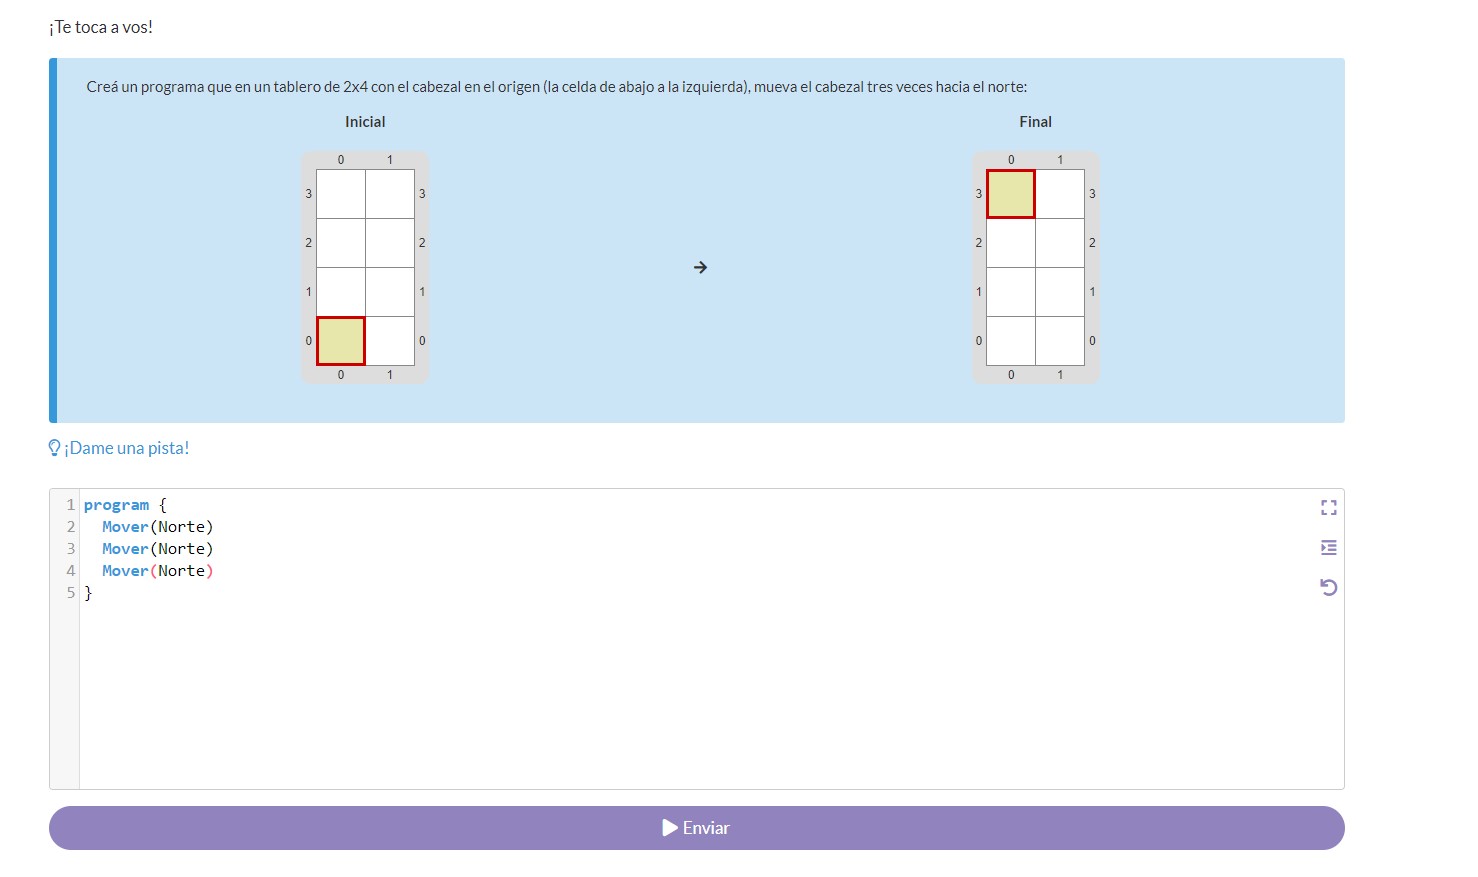 ¡Te toca a vos!
Creá un programa que en un tablero de 2x4 con el cabezal en el origen (la celda de abajo a la izquierda), mueva el cabezal tres veces hacia el norte:
Inicial
Final
0 1
0 1
3 3
3 3
2 2
2 2
1 1
1 1
0 0
0 0
0 1
0 1
¡Dame una pista!
1 program {
2 Mover(Norte)
3 Mover(Norte)
4 Mover(Norte)
5 }
Enviar